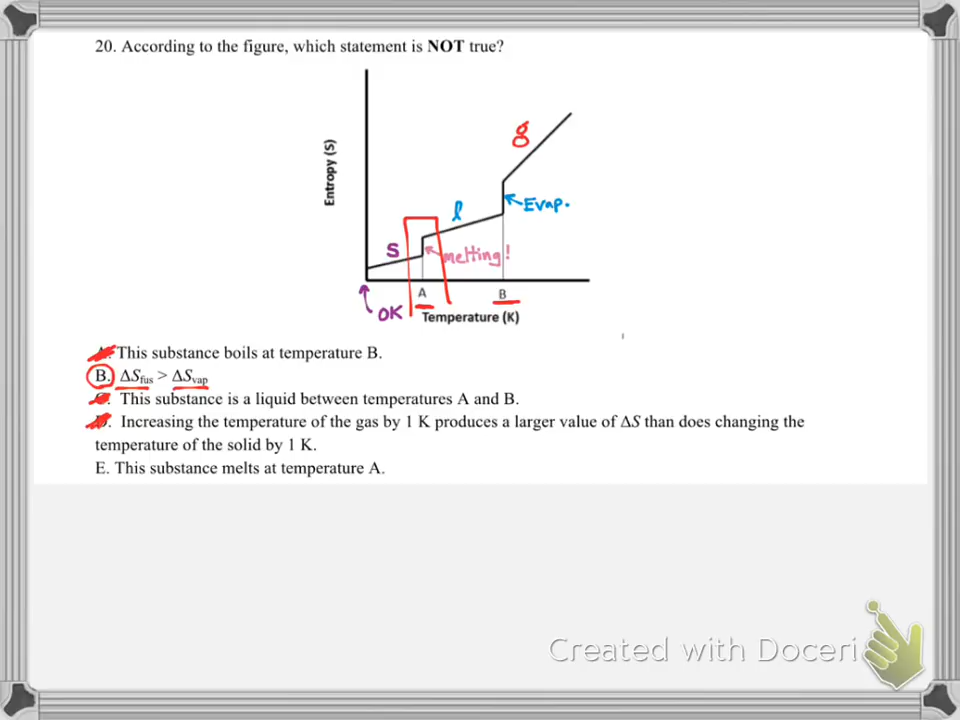 20. According to the figure, which statement is NOT true?
g
Entropy (S)
l
Evap.
S
melting!
A
B
OK
Temperature (K)
This substance boils at temperature B.
B. ΔSfus > ΔSvap
This substance is a liquid between temperatures A and B.
Increasing the temperature of the gas by 1 K produces a larger value of ΔS than does changing the
temperature of the solid by 1 K.
E. This substance melts at temperature A.
Created with Doceri